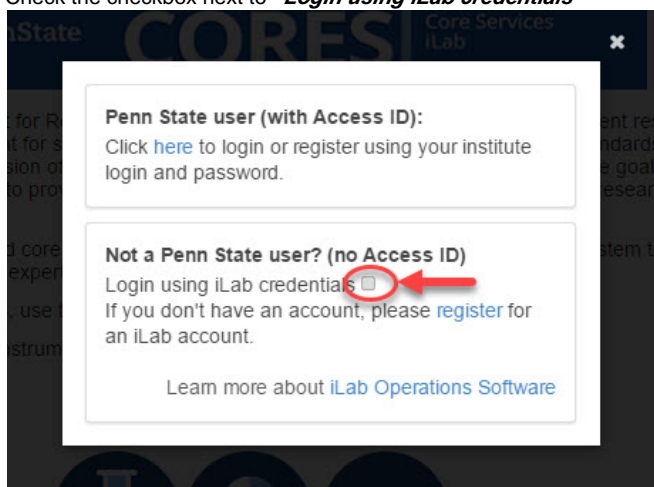 Check the checkbox next to "Login using iLab credentials"
nState CORES Core Services
iLab
×
Penn State user (with Access ID):
Click here to login or register using your institute
login and password.
Not a Penn State user? (no Access ID)
Login using iLab credentials
If you don't have an account, please register for
an iLab account.
Learn more about iLab Operations Software